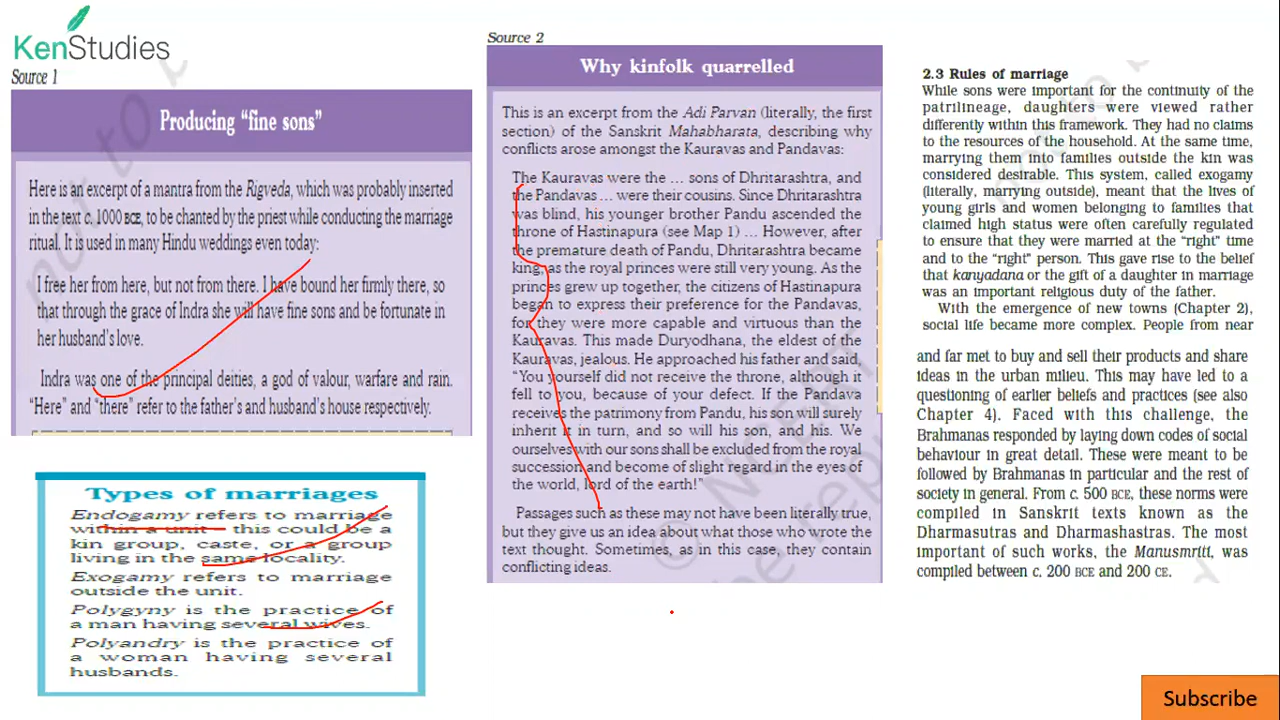 KenStudies
Source 1
Producing "fine sons"
Here is an excerpt of a mantra from the Rigveda, which was probably inserted
in the text c. 1000 BCE, to be chanted by the priest while conducting the marriage
ritual. It is used in many Hindu weddings even today:
I free her from here, but not from there. I have bound her firmly there, so
that through the grace of Indra she will have fine sons and be fortunate in
her husband's love.
Indra was one of the principal deities, a god of valour, warfare and rain.
"Here" and "there" refer to the father's and husband's house respectively.
Types of marriages
Endogamy refers to marriage
within a unit this could be a
kin group, caste, or a group
living in the same locality.
Exogamy refers to marriage
outside the unit.
Polygyny is the practice of
a man having several wives.
Polyandry is the practice of
a woman having several
husbands.
Source 2
Why kinfolk quarrelled
This is an excerpt from the Adi Parvan (literally, the first
section) of the Sanskrit Mahabharata, describing why
conflicts arose amongst the Kauravas and Pandavas:
The Kauravas were the ... sons of Dhritarashtra, and
the Pandavas ... were their cousins. Since Dhritarashtra
was blind, his younger brother Pandu ascended the
throne of Hastinapura (see Map 1) ... However, after
the premature death of Pandu, Dhritarashtra became
king, as the royal princes were still very young. As the
princes grew up together, the citizens of Hastinapura
began to express their preference for the Pandavas,
for they were more capable and virtuous than the
Kauravas. This made Duryodhana, the eldest of the
Kauravas, jealous. He approached his father and said,
"You yourself did not receive the throne, although it
fell to you, because of your defect. If the Pandava
receives the patrimony from Pandu, his son will surely
inherit it in turn, and so will his son, and his. We
ourselves with our sons shall be excluded from the royal
succession and become of slight regard in the eyes of
the world, lord of the earth!"
Passages such as these may not have been literally true,
but they give us an idea about what those who wrote the
text thought. Sometimes, as in this case, they contain
conflicting ideas.
2.3 Rules of marriage
While sons were important for the continuity of the
patrilineage, daughters were viewed rather
differently within this framework. They had no claims
to the resources of the household. At the same time,
marrying them into families outside the kin was
considered desirable. This system, called exogamy
(literally, marrying outside), meant that the lives of
young girls and women belonging to families that
claimed high status were often carefully regulated
to ensure that they were married at the "right" time
and to the "right" person. This gave rise to the belief
that kanyadana or the gift of a daughter in marriage
was an important religious duty of the father.
With the emergence of new towns (Chapter 2),
social life became more complex. People from near
and far met to buy and sell their products and share
ideas in the urban milieu. This may have led to a
questioning of earlier beliefs and practices (see also
Chapter 4). Faced with this challenge, the
Brahmanas responded by laying down codes of social
behaviour in great detail. These were meant to be
followed by Brahmanas in particular and the rest of
society in general. From c. 500 BCE, these norms were
compiled in Sanskrit texts known as the
Dharmasutras and Dharmashastras. The most
important of such works, the Manusmriti, was
compiled between c. 200 BCE and 200 CE.
Subscribe